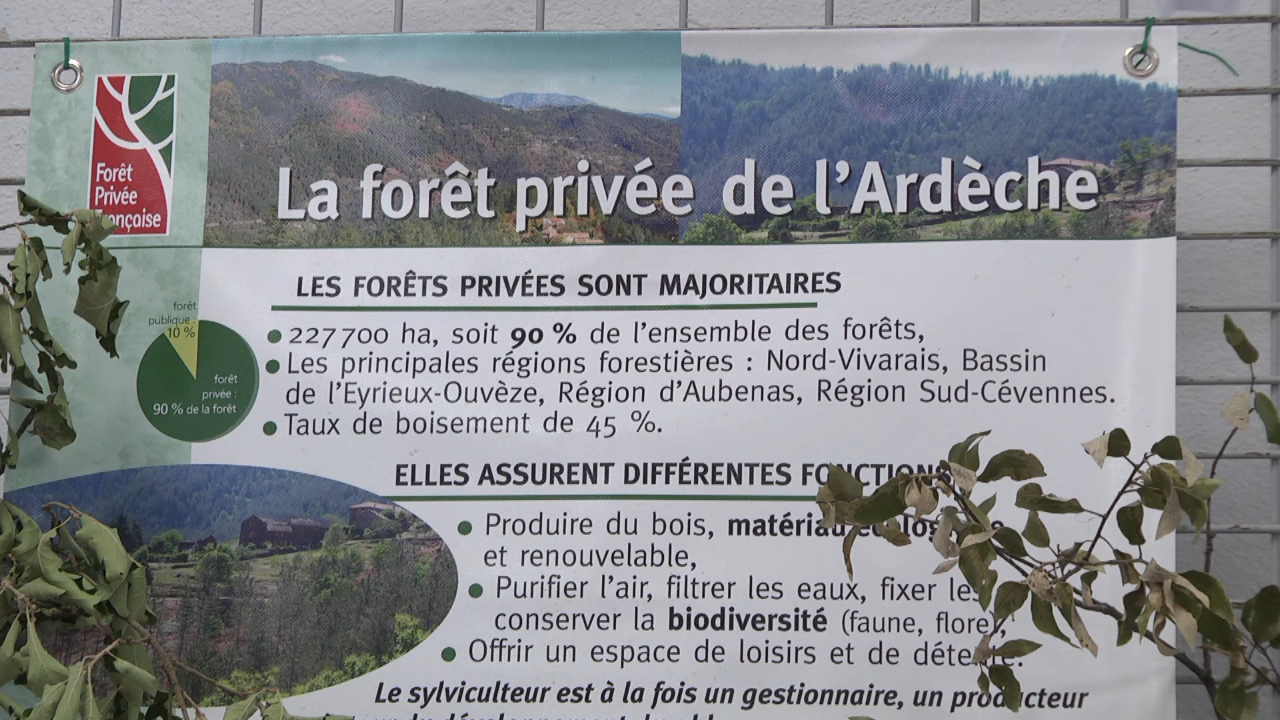 Forêt
Privée
La forêt privée de l'Ardèche
LES FORÊTS PRIVÉES SONT MAJORITAIRES
forêt
publique :
10 %
forêt
privée :
90 % de la forêt
227700 ha, soit 90 % de l'ensemble des forêts,
Les principales régions forestières : Nord-Vivarais, Bassin
de l'Eyrieux-Ouvèze, Région d'Aubenas, Région Sud-Cévennes.
Taux de boisement de 45 %.
ELLES ASSURENT DIFFÉRENTES FONCTIONS
Produire du bois, matériau
et renouvelable,
Purifier l'air, filtrer les eaux, fixer les
conserver la biodiversité (faune, flore),
Offrir un espace de loisirs et de détente.
Le sylviculteur est à la fois un gestionnaire, un producteur